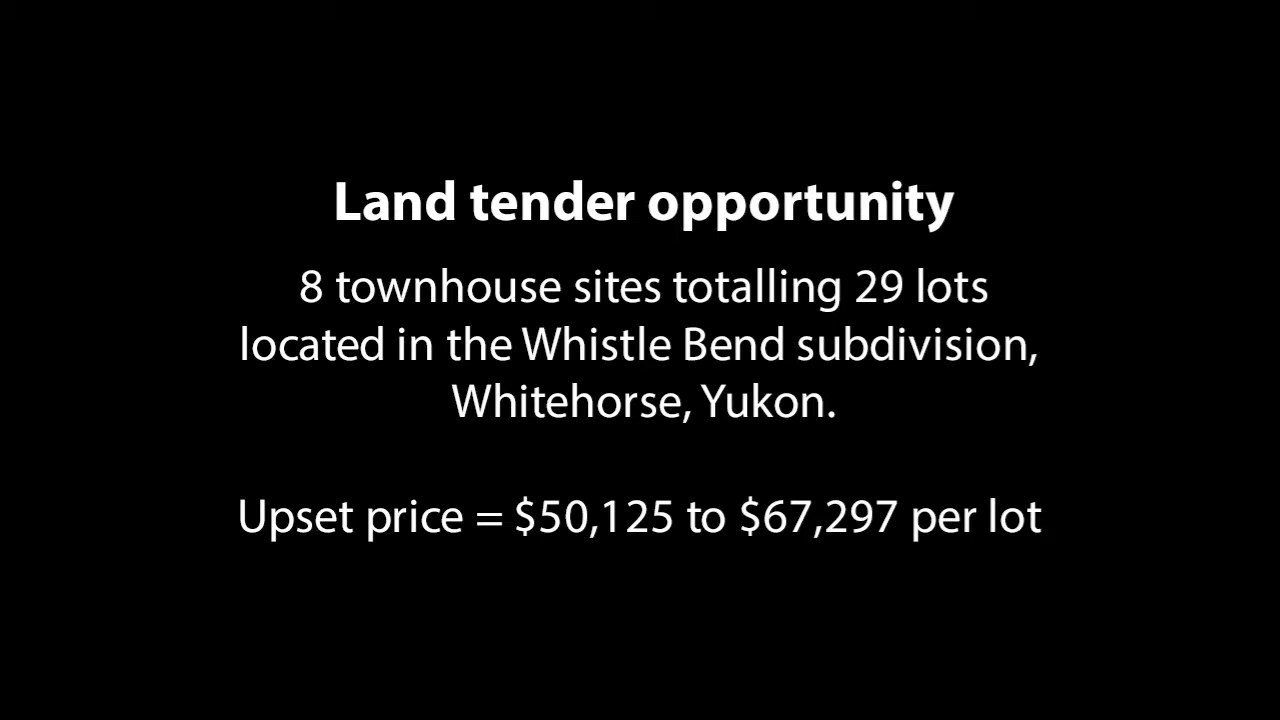 Land tender opportunity
8 townhouse sites totalling 29 lots
located in the Whistle Bend subdivision,
Whitehorse, Yukon.
Upset price = $50,125 to $67,297 per lot